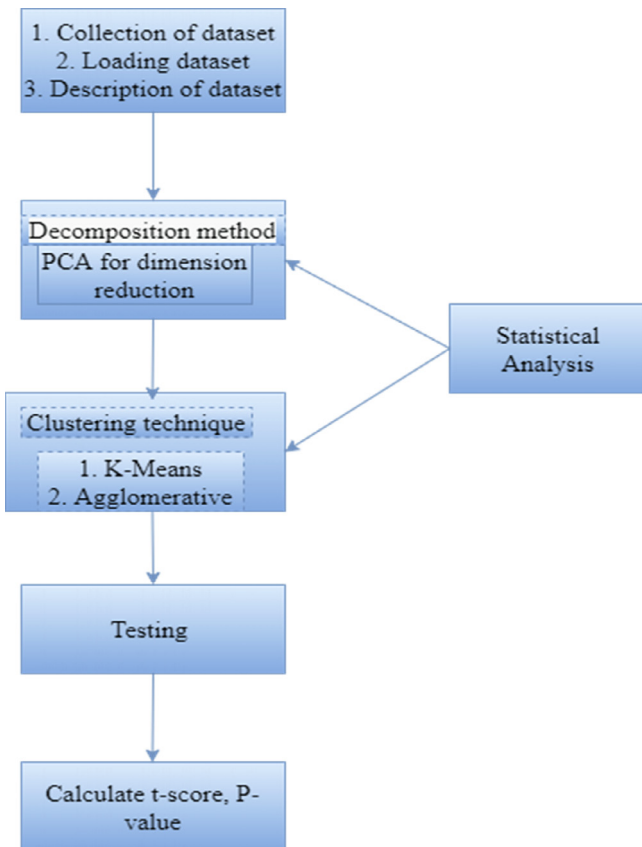 1. Collection of dataset
2. Loading dataset
3. Description of dataset
Decomposition method
PCA for dimension
reduction
Statistical
Analysis
Clustering technique
1. K-Means
2. Agglomerative
Testing
Calculate t-score, P-
value